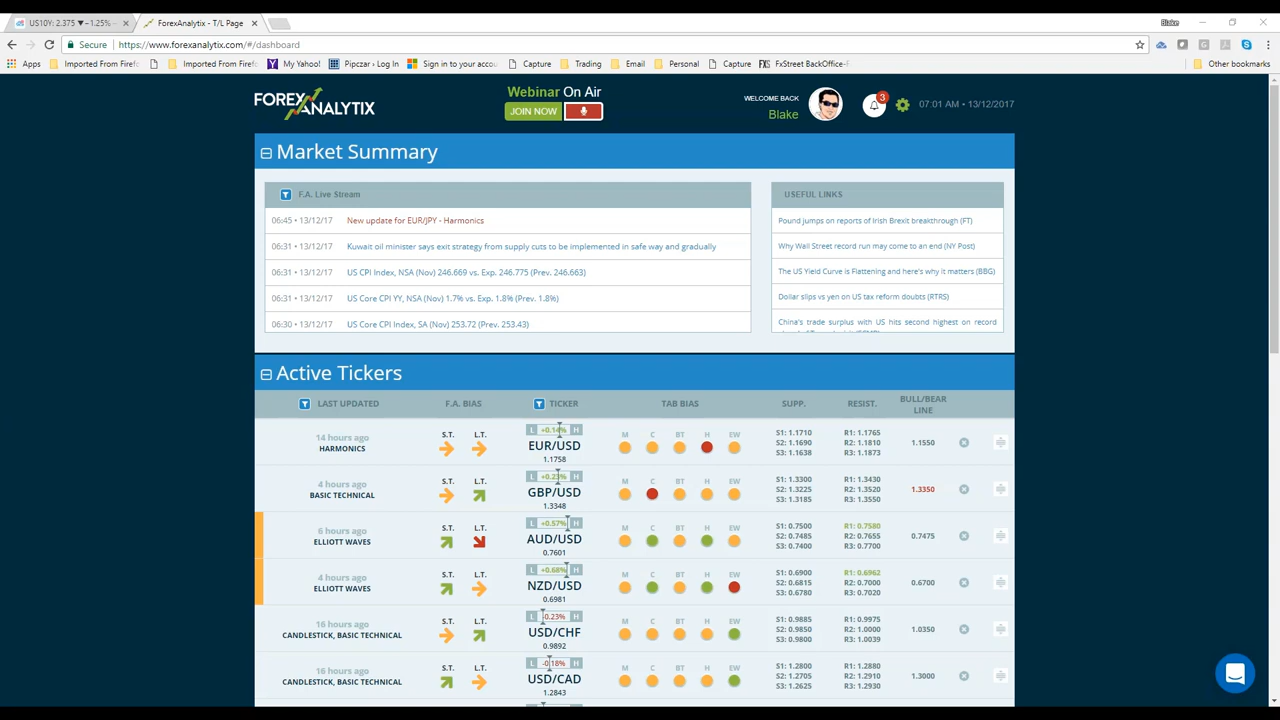 US10Y: 2.375 ▼−1.25%
ForexAnalytix - T/L Page
Blake
Secure
https://www.forexanalytix.com/#/dashboard
Apps
Imported From Firef
Imported From Firefo
My Yahoo!
Pipczar › Log In
Sign in to your accou
Capture
Trading
Email
Personal
Capture
FXS
FxStreet BackOffice-F
Other bookmarks
FOREXANALYTIX
Webinar On Air
JOIN NOW
WELCOME BACK
Blake
3
07:01 AM • 13/12/2017
Market Summary
F.A. Live Stream
06:45 • 13/12/17 New update for EUR/JPY - Harmonics
06:31 • 13/12/17 Kuwait oil minister says exit strategy from supply cuts to be implemented in safe way and gradually
06:31 • 13/12/17 US CPI Index, NSA (Nov) 246.669 vs. Exp. 246.775 (Prev. 246.663)
06:31 • 13/12/17 US Core CPI YY, NSA (Nov) 1.7% vs. Exp. 1.8% (Prev. 1.8%)
06:30 • 13/12/17 US Core CPI Index, SA (Nov) 253.72 (Prev. 253.43)
USEFUL LINKS
Pound jumps on reports of Irish Brexit breakthrough (FT)
Why Wall Street record run may come to an end (NY Post)
The US Yield Curve is Flattening and here's why it matters (BBG)
Dollar slips vs yen on US tax reform doubts (RTRS)
China's trade surplus with US hits second highest on record
Active Tickers
LAST UPDATED F.A. BIAS TICKER TAB BIAS SUPP. RESIST. BULL/BEAR
LINE
14 hours ago
HARMONICS
S.T. L.T.
L +0.14% H
EUR/USD
1.1758
M C BT H EW
S1: 1.1710
S2: 1.1690
S3: 1.1638
R1: 1.1765
R2: 1.1810
R3: 1.1873
1.1550
4 hours ago
BASIC TECHNICAL
S.T. L.T.
L +0.23% H
GBP/USD
1.3348
M C BT H EW
S1: 1.3300
S2: 1.3225
S3: 1.3185
R1: 1.3430
R2: 1.3520
R3: 1.3550
1.3350
6 hours ago
ELLIOTT WAVES
S.T. L.T.
L +0.57% H
AUD/USD
0.7601
M C BT H EW
S1: 0.7500
S2: 0.7485
S3: 0.7400
R1: 0.7580
R2: 0.7655
R3: 0.7700
0.7475
4 hours ago
ELLIOTT WAVES
S.T. L.T.
L +0.68% H
NZD/USD
0.6981
M C BT H EW
S1: 0.6900
S2: 0.6815
S3: 0.6780
R1: 0.6962
R2: 0.7000
R3: 0.7020
0.6700
16 hours ago
CANDLESTICK, BASIC TECHNICAL
S.T. L.T.
L -0.23% H
USD/CHF
0.9892
M C BT H EW
S1: 0.9885
S2: 0.9850
S3: 0.9800
R1: 0.9975
R2: 1.0000
R3: 1.0039
1.0350
16 hours ago
CANDLESTICK, BASIC TECHNICAL
S.T. L.T.
L -0.18% H
USD/CAD
1.2843
M C BT H EW
S1: 1.2800
S2: 1.2705
S3: 1.2625
R1: 1.2880
R2: 1.2910
R3: 1.2930
1.3000